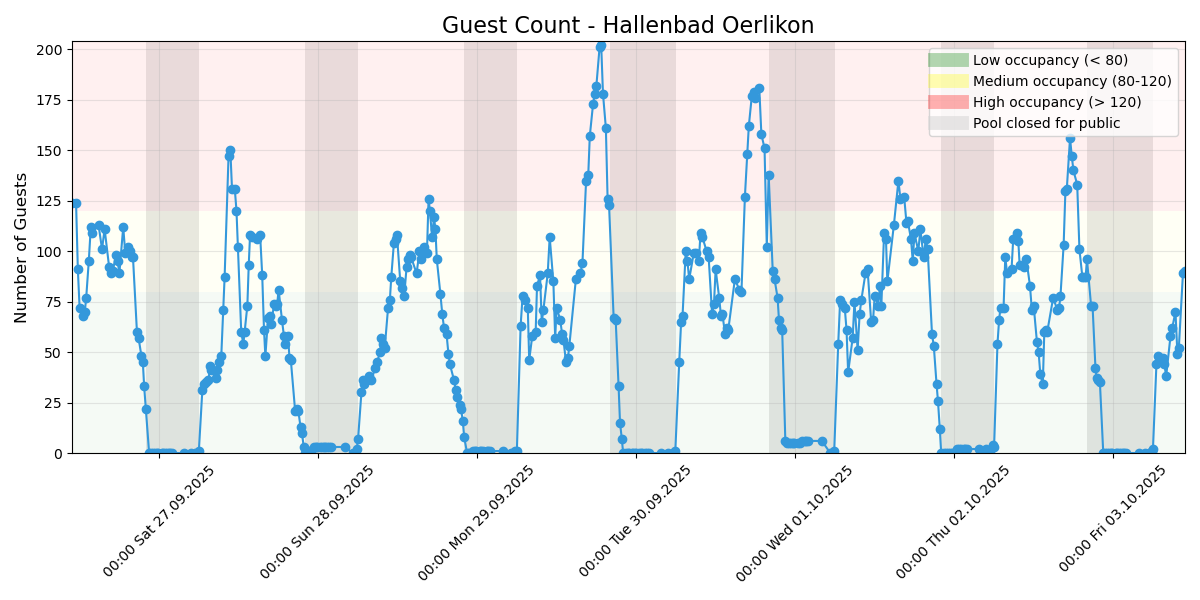 Guest Count - Hallenbad Oerlikon
Number of Guests
200
175
150
125
100
75
50
25
0
Low occupancy (< 80)
Medium occupancy (80-120)
High occupancy (> 120)
Pool closed for public
00:00 Sat 27.09.2025
00:00 Sun 28.09.2025
00:00 Mon 29.09.2025
00:00 Tue 30.09.2025
00:00 Wed 01.10.2025
00:00 Thu 02.10.2025
00:00 Fri 03.10.2025